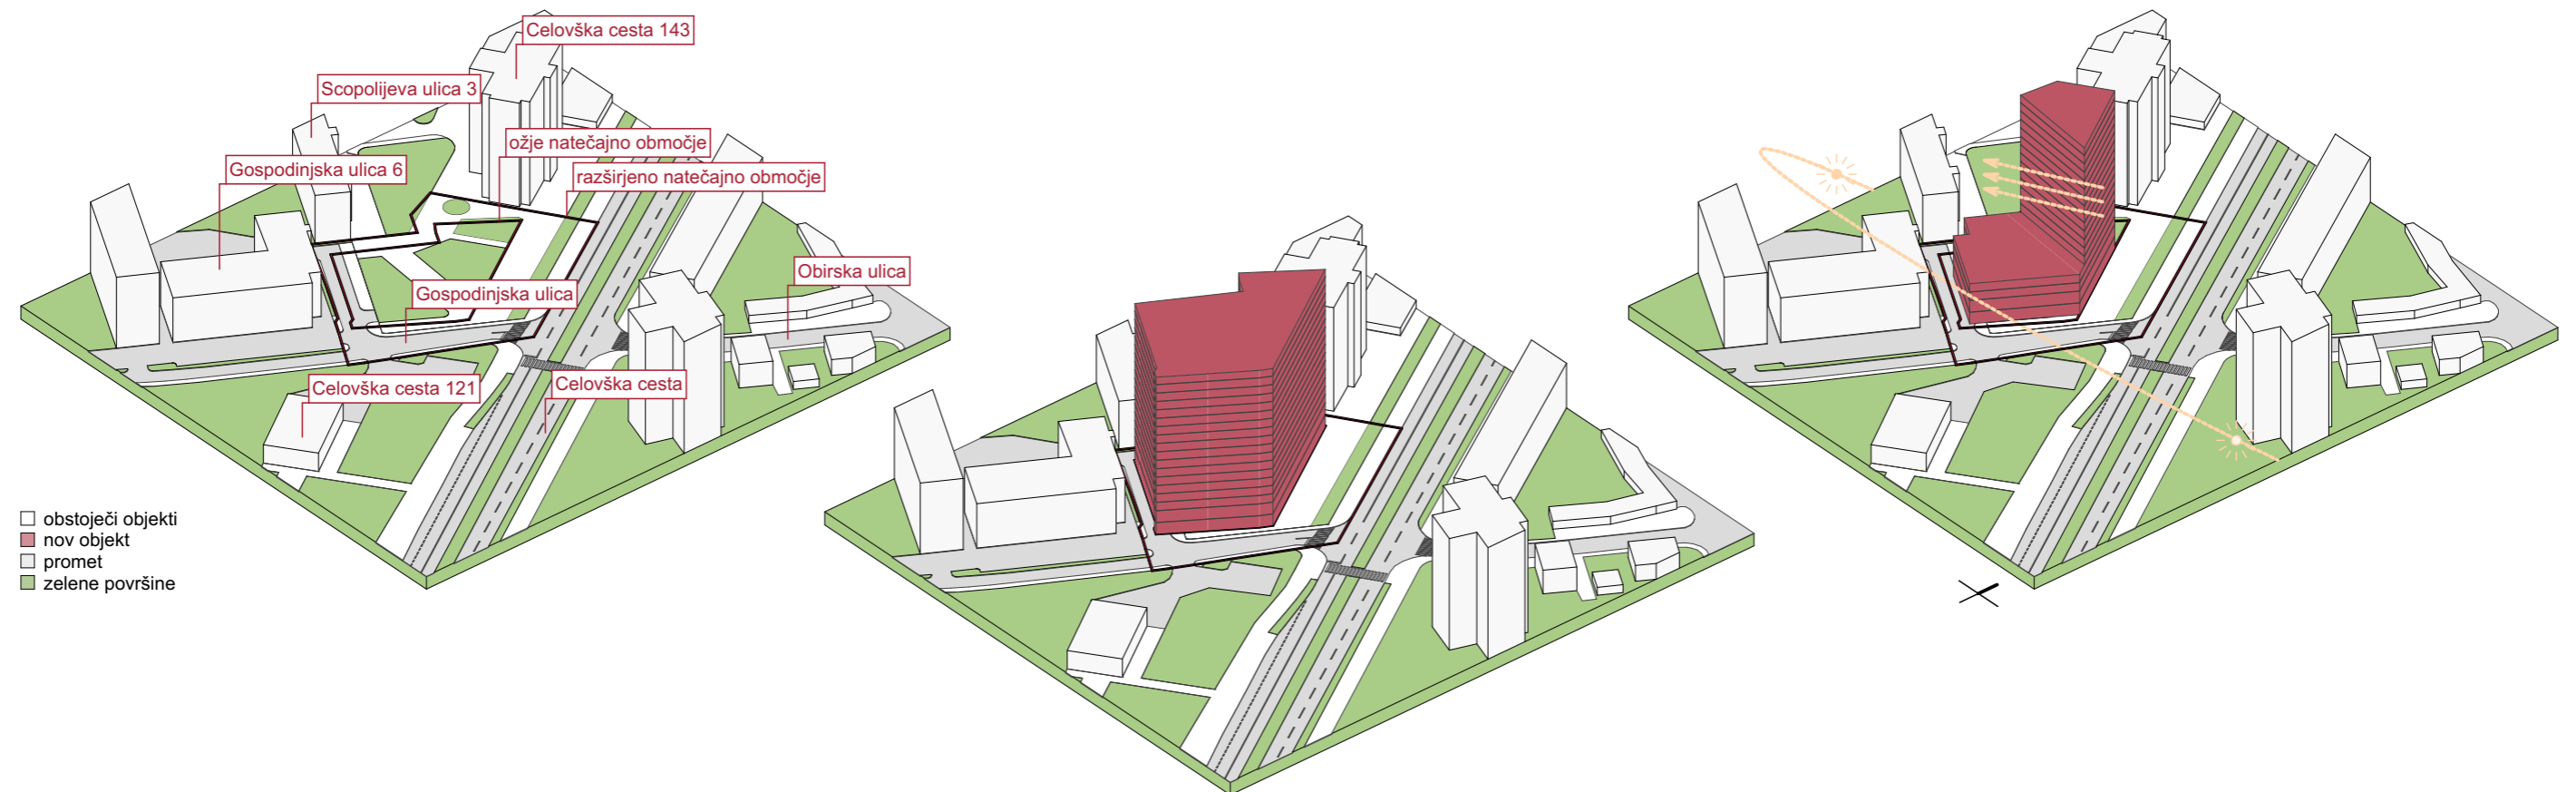 Celovška cesta 143
Scopolijeva ulica 3
ožje natečajno območje
Gospodinjska ulica 6
razširjeno natečajno območje
Obirska ulica
Gospodinjska ulica
Celovška cesta 121
Celovška cesta
obstoječi objekti
nov objekt
promet
zelene površine